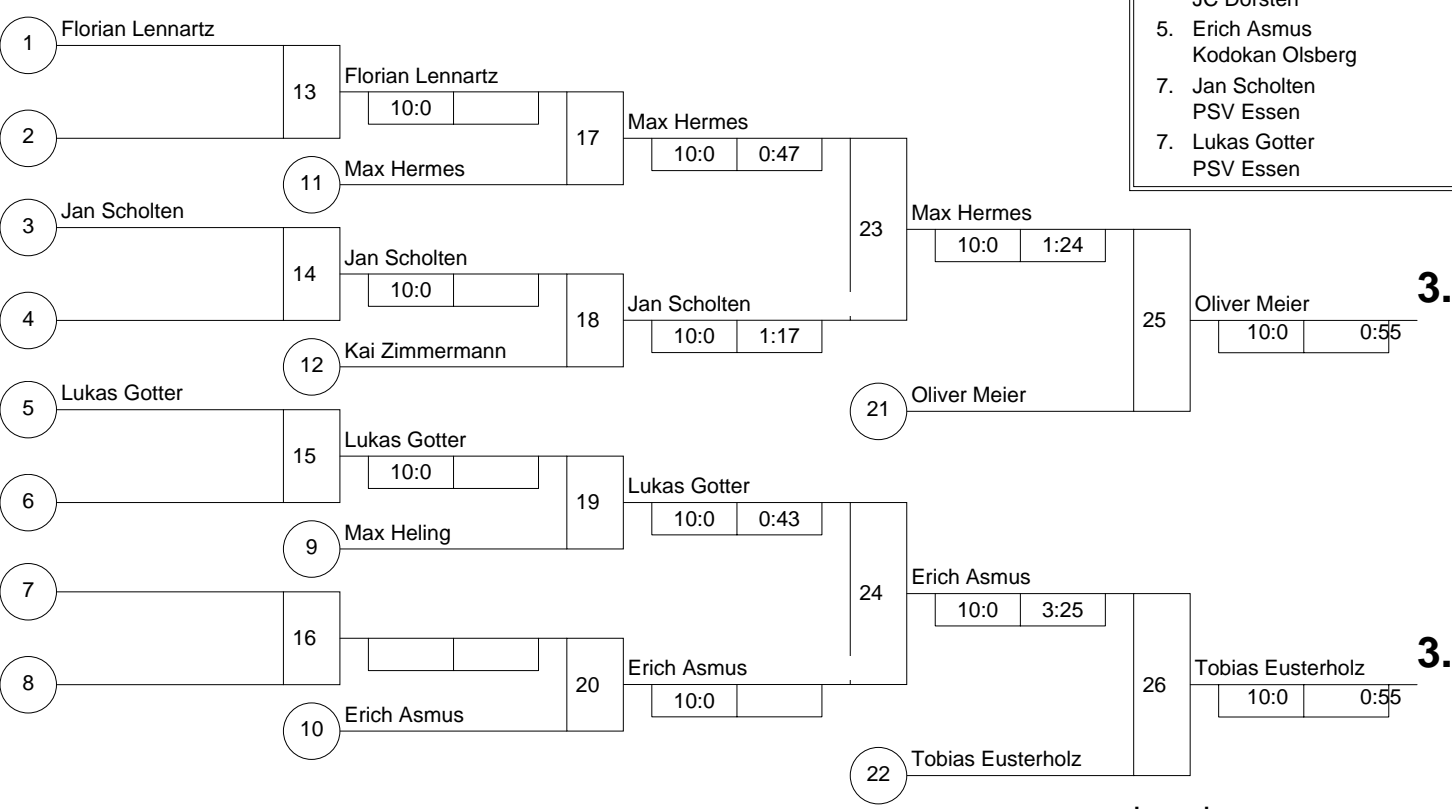 JC Dorsten
1 Florian Lennartz
5. Erich Asmus
Kodokan Olsberg
13 Florian Lennartz
7. Jan Scholten
10:0
PSV Essen
2
17 Max Hermes
7. Lukas Gotter
10:0 0:47
PSV Essen
11 Max Hermes
3 Jan Scholten
23 Max Hermes
10:0 1:24
14 Jan Scholten
10:0
3.
4
18 Jan Scholten
25 Oliver Meier
10:0 1:17
10:0 0:55
12 Kai Zimmermann
5 Lukas Gotter
21 Oliver Meier
15 Lukas Gotter
10:0
6
19 Lukas Gotter
10:0 0:43
9 Max Heling
7
24 Erich Asmus
10:0 3:25
16
3.
8
20 Erich Asmus
26 Tobias Eusterholz
10:0
10:0 0:55
10 Erich Asmus
22 Tobias Eusterholz